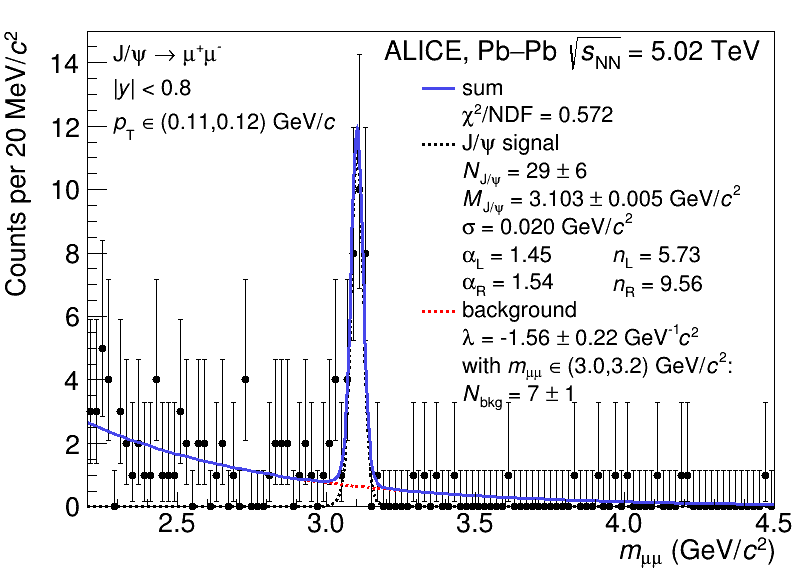 Counts per 20 MeV/c²
14
12
10
8
6
4
2
0
J/ψ → μ⁺μ⁻
|y| < 0.8
p_T ∈ (0.11,0.12) GeV/c
ALICE, Pb–Pb √s_NN = 5.02 TeV
sum
χ²/NDF = 0.572
J/ψ signal
N_J/ψ = 29 ± 6
M_J/ψ = 3.103 ± 0.005 GeV/c²
σ = 0.020 GeV/c²
α_L = 1.45 n_L = 5.73
α_R = 1.54 n_R = 9.56
background
λ = -1.56 ± 0.22 GeV⁻¹c²
with m_μμ ∈ (3.0,3.2) GeV/c²:
N_bkg = 7 ± 1
2.5 3.0 3.5 4.0 4.5
m_μμ (GeV/c²)